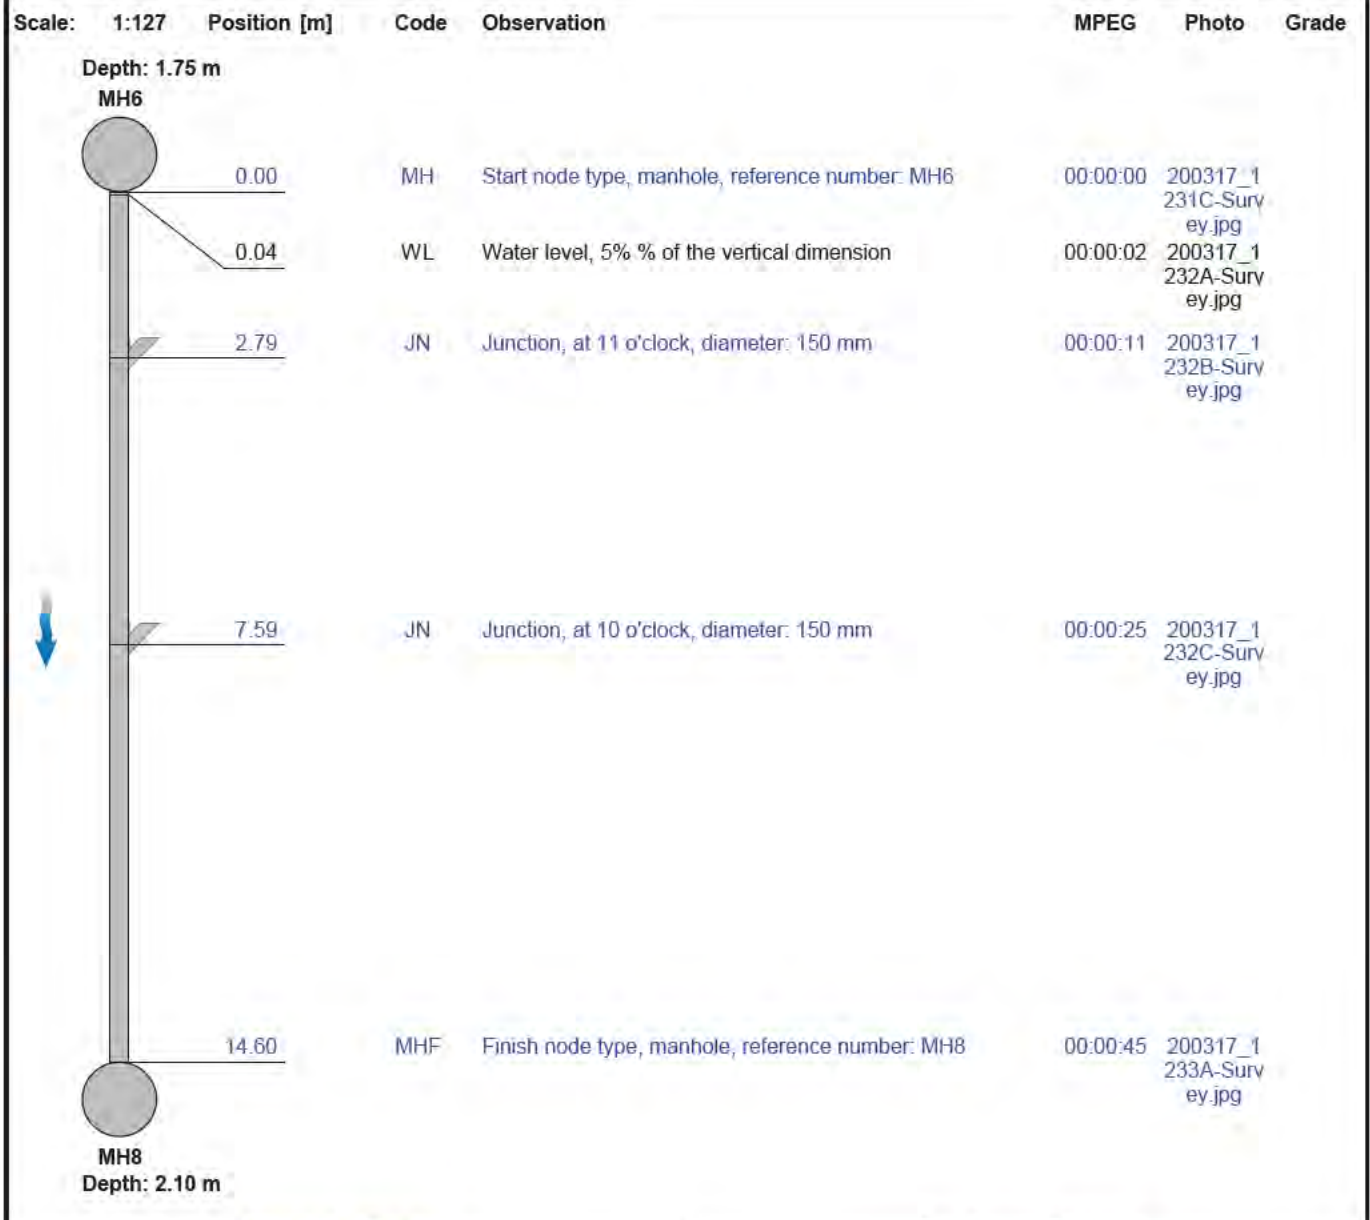 Scale: 1:127 Position [m] Code Observation MPEG Photo Grade
Depth: 1.75 m
MH6
0.00 MH Start node type, manhole, reference number: MH6 00:00:00 200317_1
231C-Surv
ey.jpg
0.04 WL Water level, 5% % of the vertical dimension 00:00:02 200317_1
232A-Surv
ey.jpg
2.79 JN Junction, at 11 o'clock, diameter: 150 mm 00:00:11 200317_1
232B-Surv
ey.jpg
7.59 JN Junction, at 10 o'clock, diameter: 150 mm 00:00:25 200317_1
232C-Surv
ey.jpg
14.60 MHF Finish node type, manhole, reference number: MH8 00:00:45 200317_1
233A-Surv
ey.jpg
MH8
Depth: 2.10 m